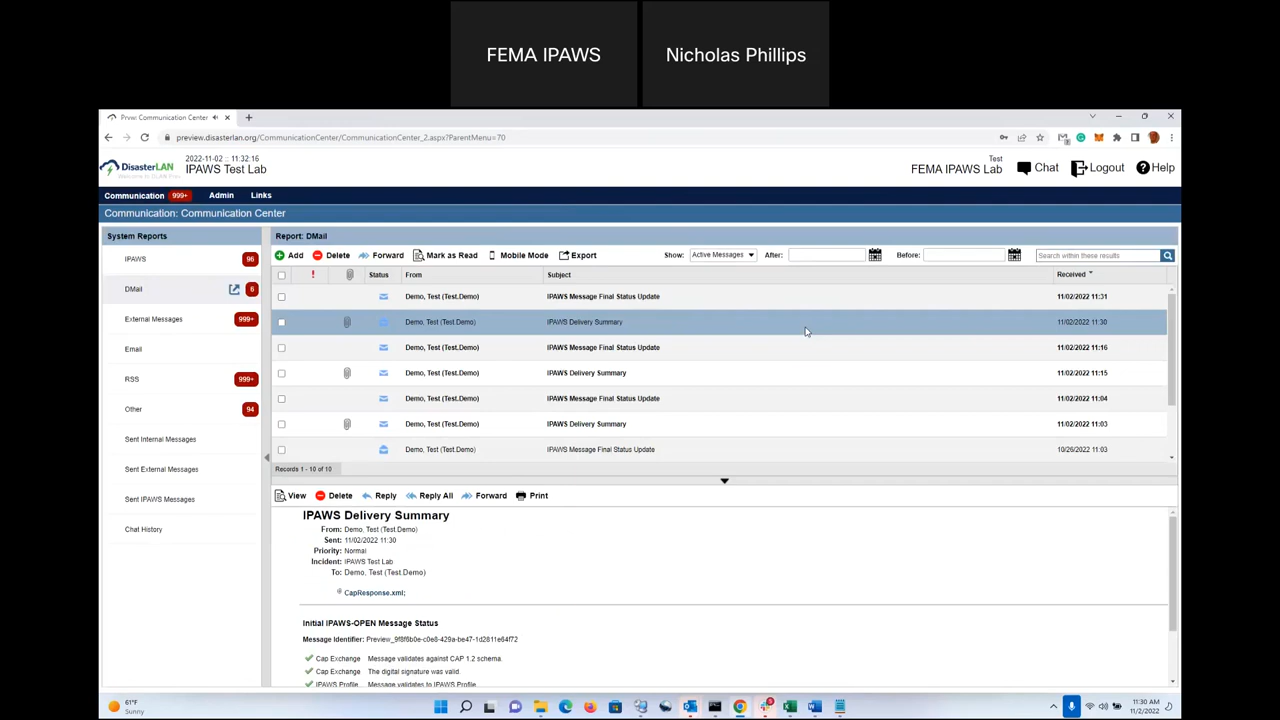 FEMA IPAWS
Nicholas Phillips
Prvw: Communication Center
preview.disasterlan.org/CommunicationCenter/CommunicationCenter_2.aspx?ParentMenu=70
DisasterLAN
2022-11-02 :: 11:32:16
IPAWS Test Lab
Test
FEMA IPAWS Lab
Chat
Logout
Help
Communication 999+ Admin Links
Communication: Communication Center
System Reports
IPAWS 96
DMail 6
External Messages 999+
Email
RSS 999+
Other 94
Sent Internal Messages
Sent External Messages
Sent IPAWS Messages
Chat History
Report: DMail
Add Delete Forward Mark as Read Mobile Mode Export Show: Active Messages After: Before: Search within these results
! Status From Subject Received
Demo, Test (Test.Demo) IPAWS Message Final Status Update 11/02/2022 11:31
Demo, Test (Test.Demo) IPAWS Delivery Summary 11/02/2022 11:30
Demo, Test (Test.Demo) IPAWS Message Final Status Update 11/02/2022 11:16
Demo, Test (Test.Demo) IPAWS Delivery Summary 11/02/2022 11:15
Demo, Test (Test.Demo) IPAWS Message Final Status Update 11/02/2022 11:04
Demo, Test (Test.Demo) IPAWS Delivery Summary 11/02/2022 11:03
Demo, Test (Test.Demo) IPAWS Message Final Status Update 10/26/2022 11:03
Records 1 - 10 of 10
View Delete Reply Reply All Forward Print
IPAWS Delivery Summary
From: Demo, Test (Test.Demo)
Sent: 11/02/2022 11:30
Priority: Normal
Incident: IPAWS Test Lab
To: Demo, Test (Test.Demo)
CapResponse.xml;
Initial IPAWS-OPEN Message Status
Message Identifier: Preview_9f8f6b0e-c0e8-429a-be47-1d2811e64f72
Cap Exchange Message validates against CAP 1.2 schema.
Cap Exchange The digital signature was valid.
IPAWS Profile Message validates to IPAWS Profile
61°F
Sunny
11:30 AM
11/2/2022